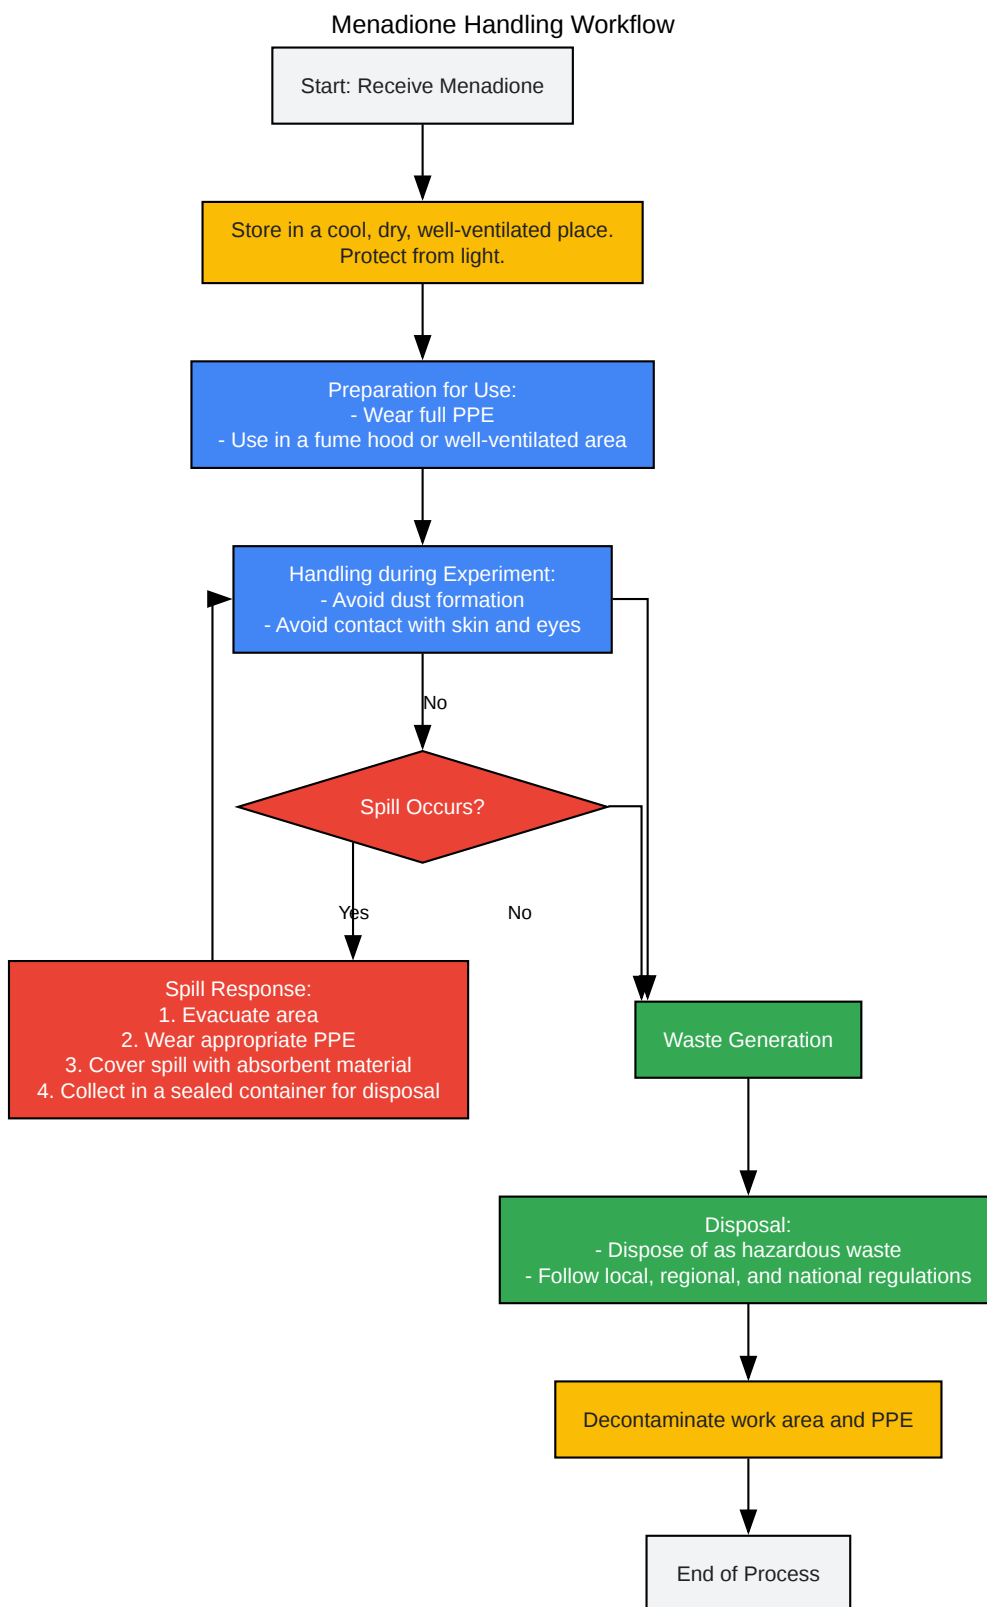 Menadione Handling Workflow
Start: Receive Menadione
Store in a cool, dry, well-ventilated place.
Protect from light.
Preparation for Use:
- Wear full PPE
- Use in a fume hood or well-ventilated area
Handling during Experiment:
- Avoid dust formation
- Avoid contact with skin and eyes
No
Spill Occurs?
Yes
No
Spill Response:
1. Evacuate area
2. Wear appropriate PPE
3. Cover spill with absorbent material
4. Collect in a sealed container for disposal
Waste Generation
Disposal:
- Dispose of as hazardous waste
- Follow local, regional, and national regulations
Decontaminate work area and PPE
End of Process